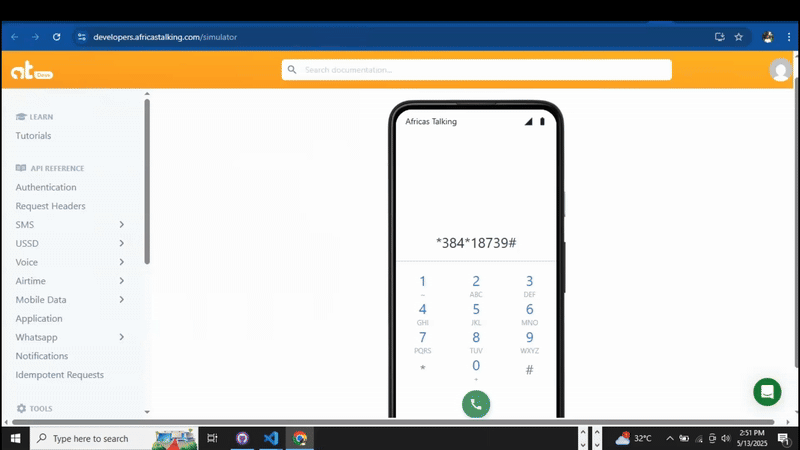 developers.africastalking.com/simulator
at Dev
Search documentation...
LEARN
Tutorials
API REFERENCE
Authentication
Request Headers
SMS
USSD
Voice
Airtime
Mobile Data
Application
Whatsapp
Notifications
Idempotent Requests
TOOLS
Africas Talking
*384*18739#
1 2 3
ABC DEF
4 5 6
GHI JKL MNO
7 8 9
PQRS TUV WXYZ
* 0 #
Type here to search
32°C
2:51 PM
5/13/2025
1